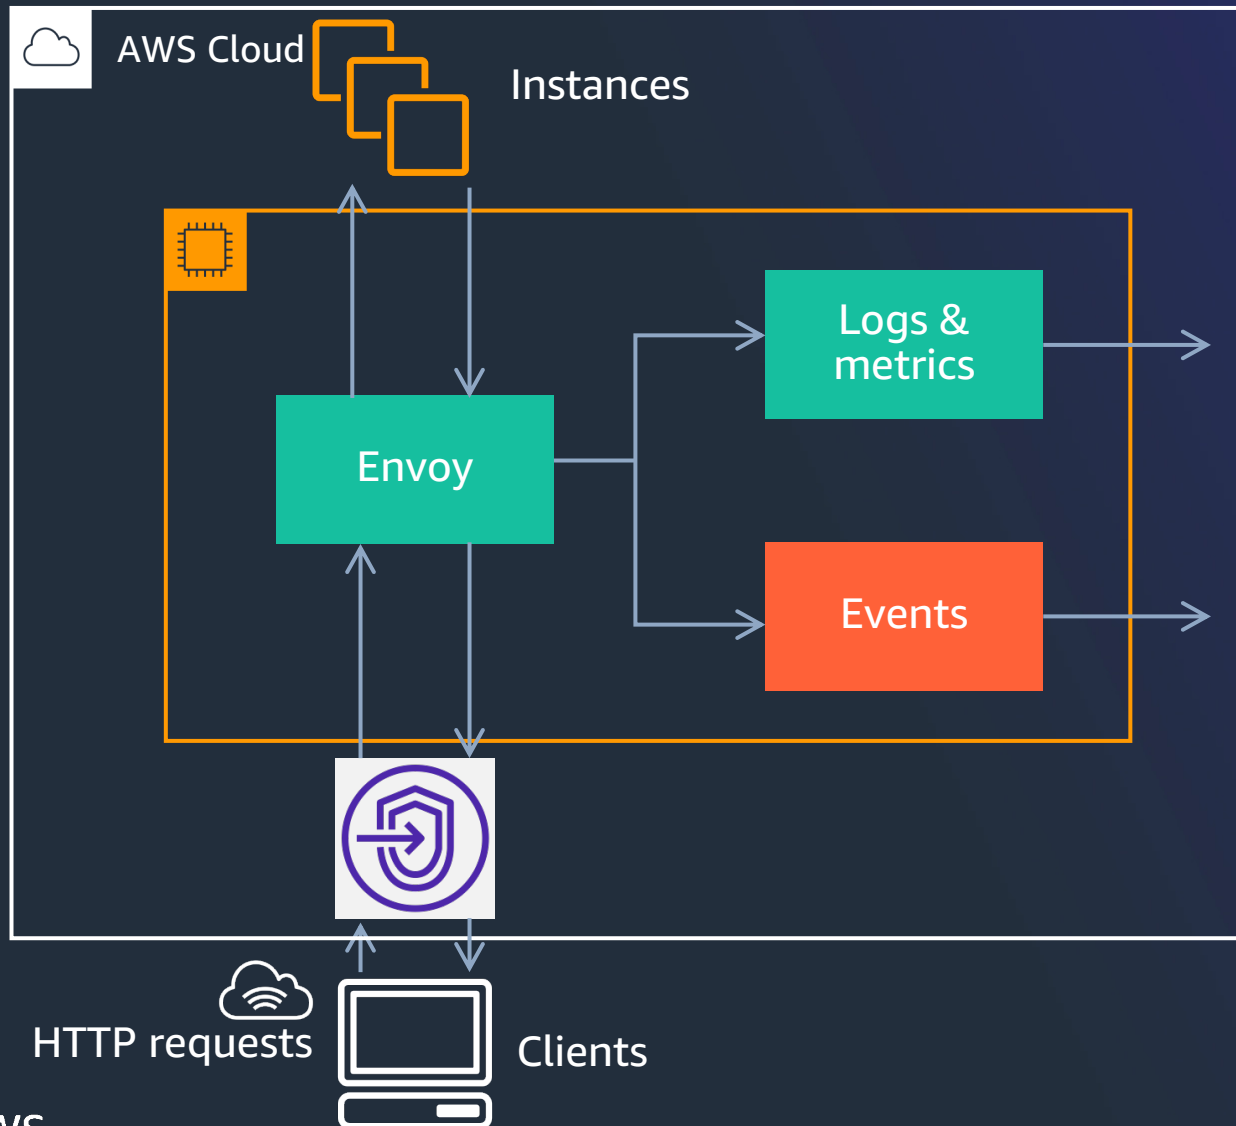 AWS Cloud
Instances
Logs &
metrics
Envoy
Events
HTTP requests
Clients